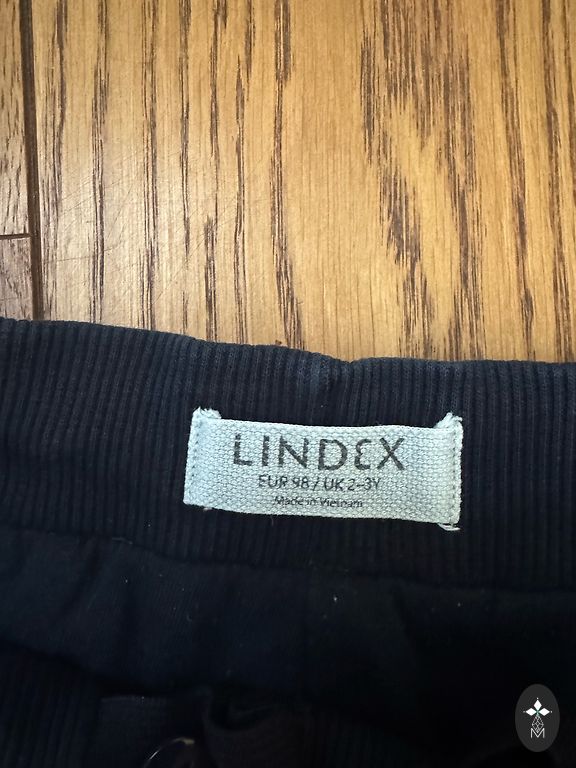 LINDEX
EUR 98 / UK 2-3Y
Made in Vietnam